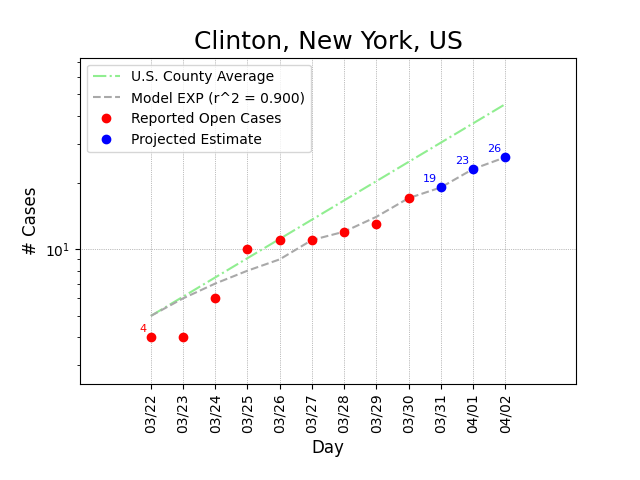 Clinton, New York, US
U.S. County Average
Model EXP (r^2 = 0.900)
Reported Open Cases
Projected Estimate
# Cases
10^1
4
19
23
26
03/22
03/23
03/24
03/25
03/26
03/27
03/28
03/29
03/30
03/31
04/01
04/02
Day